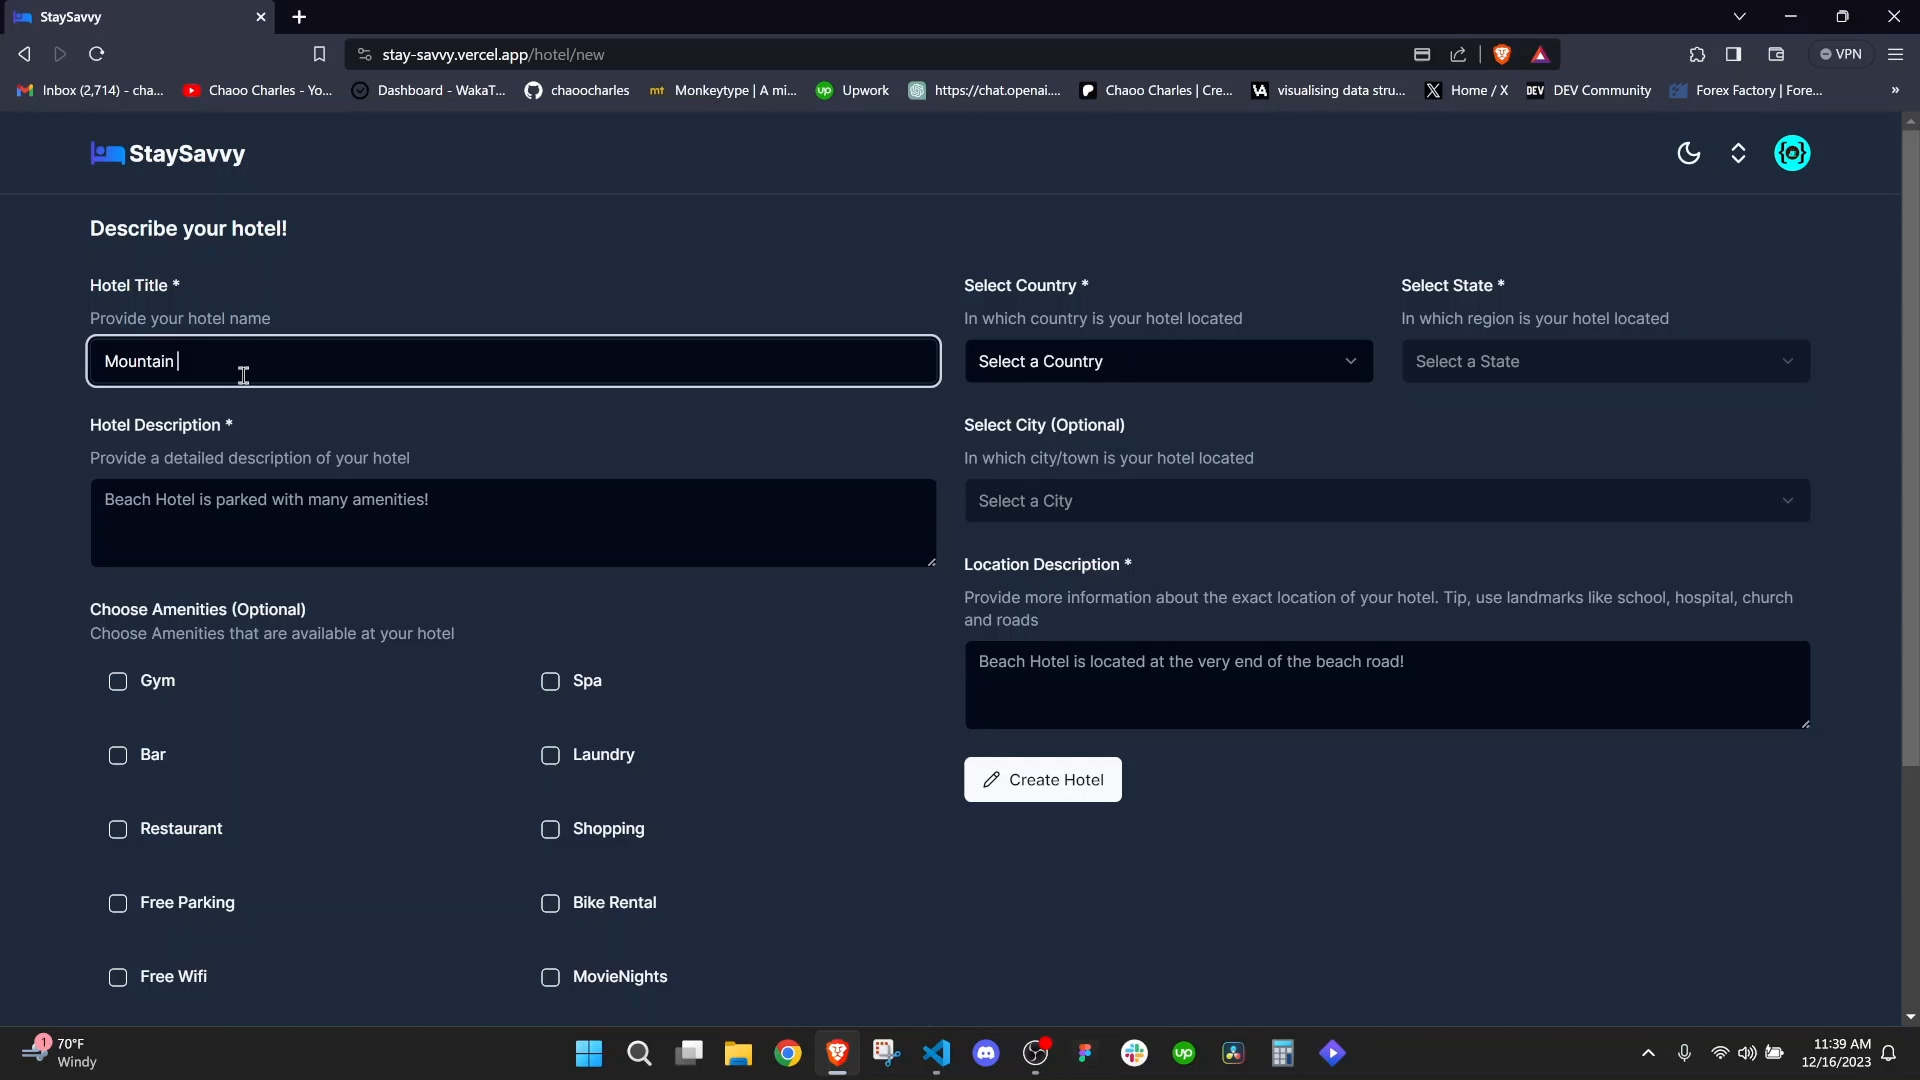 StaySavvy
stay-savvy.vercel.app/hotel/new
VPN
Inbox (2,714) - cha...
Chaoo Charles - Yo...
Dashboard - WakaT...
chaoocharles
mt Monkeytype | A mi...
up Upwork
https://chat.openai....
Chaoo Charles | Cre...
VA visualising data stru...
Home / X
DEV DEV Community
Forex Factory | Fore...
»
StaySavvy
Describe your hotel!
Hotel Title *
Provide your hotel name
Mountain
Hotel Description *
Provide a detailed description of your hotel
Beach Hotel is parked with many amenities!
Choose Amenities (Optional)
Choose Amenities that are available at your hotel
Gym
Spa
Bar
Laundry
Restaurant
Shopping
Free Parking
Bike Rental
Free Wifi
MovieNights
Select Country *
In which country is your hotel located
Select a Country
Select State *
In which region is your hotel located
Select a State
Select City (Optional)
In which city/town is your hotel located
Select a City
Location Description *
Provide more information about the exact location of your hotel. Tip, use landmarks like school, hospital, church
and roads
Beach Hotel is located at the very end of the beach road!
Create Hotel
1
70°F
Windy
up
11:39 AM
12/16/2023